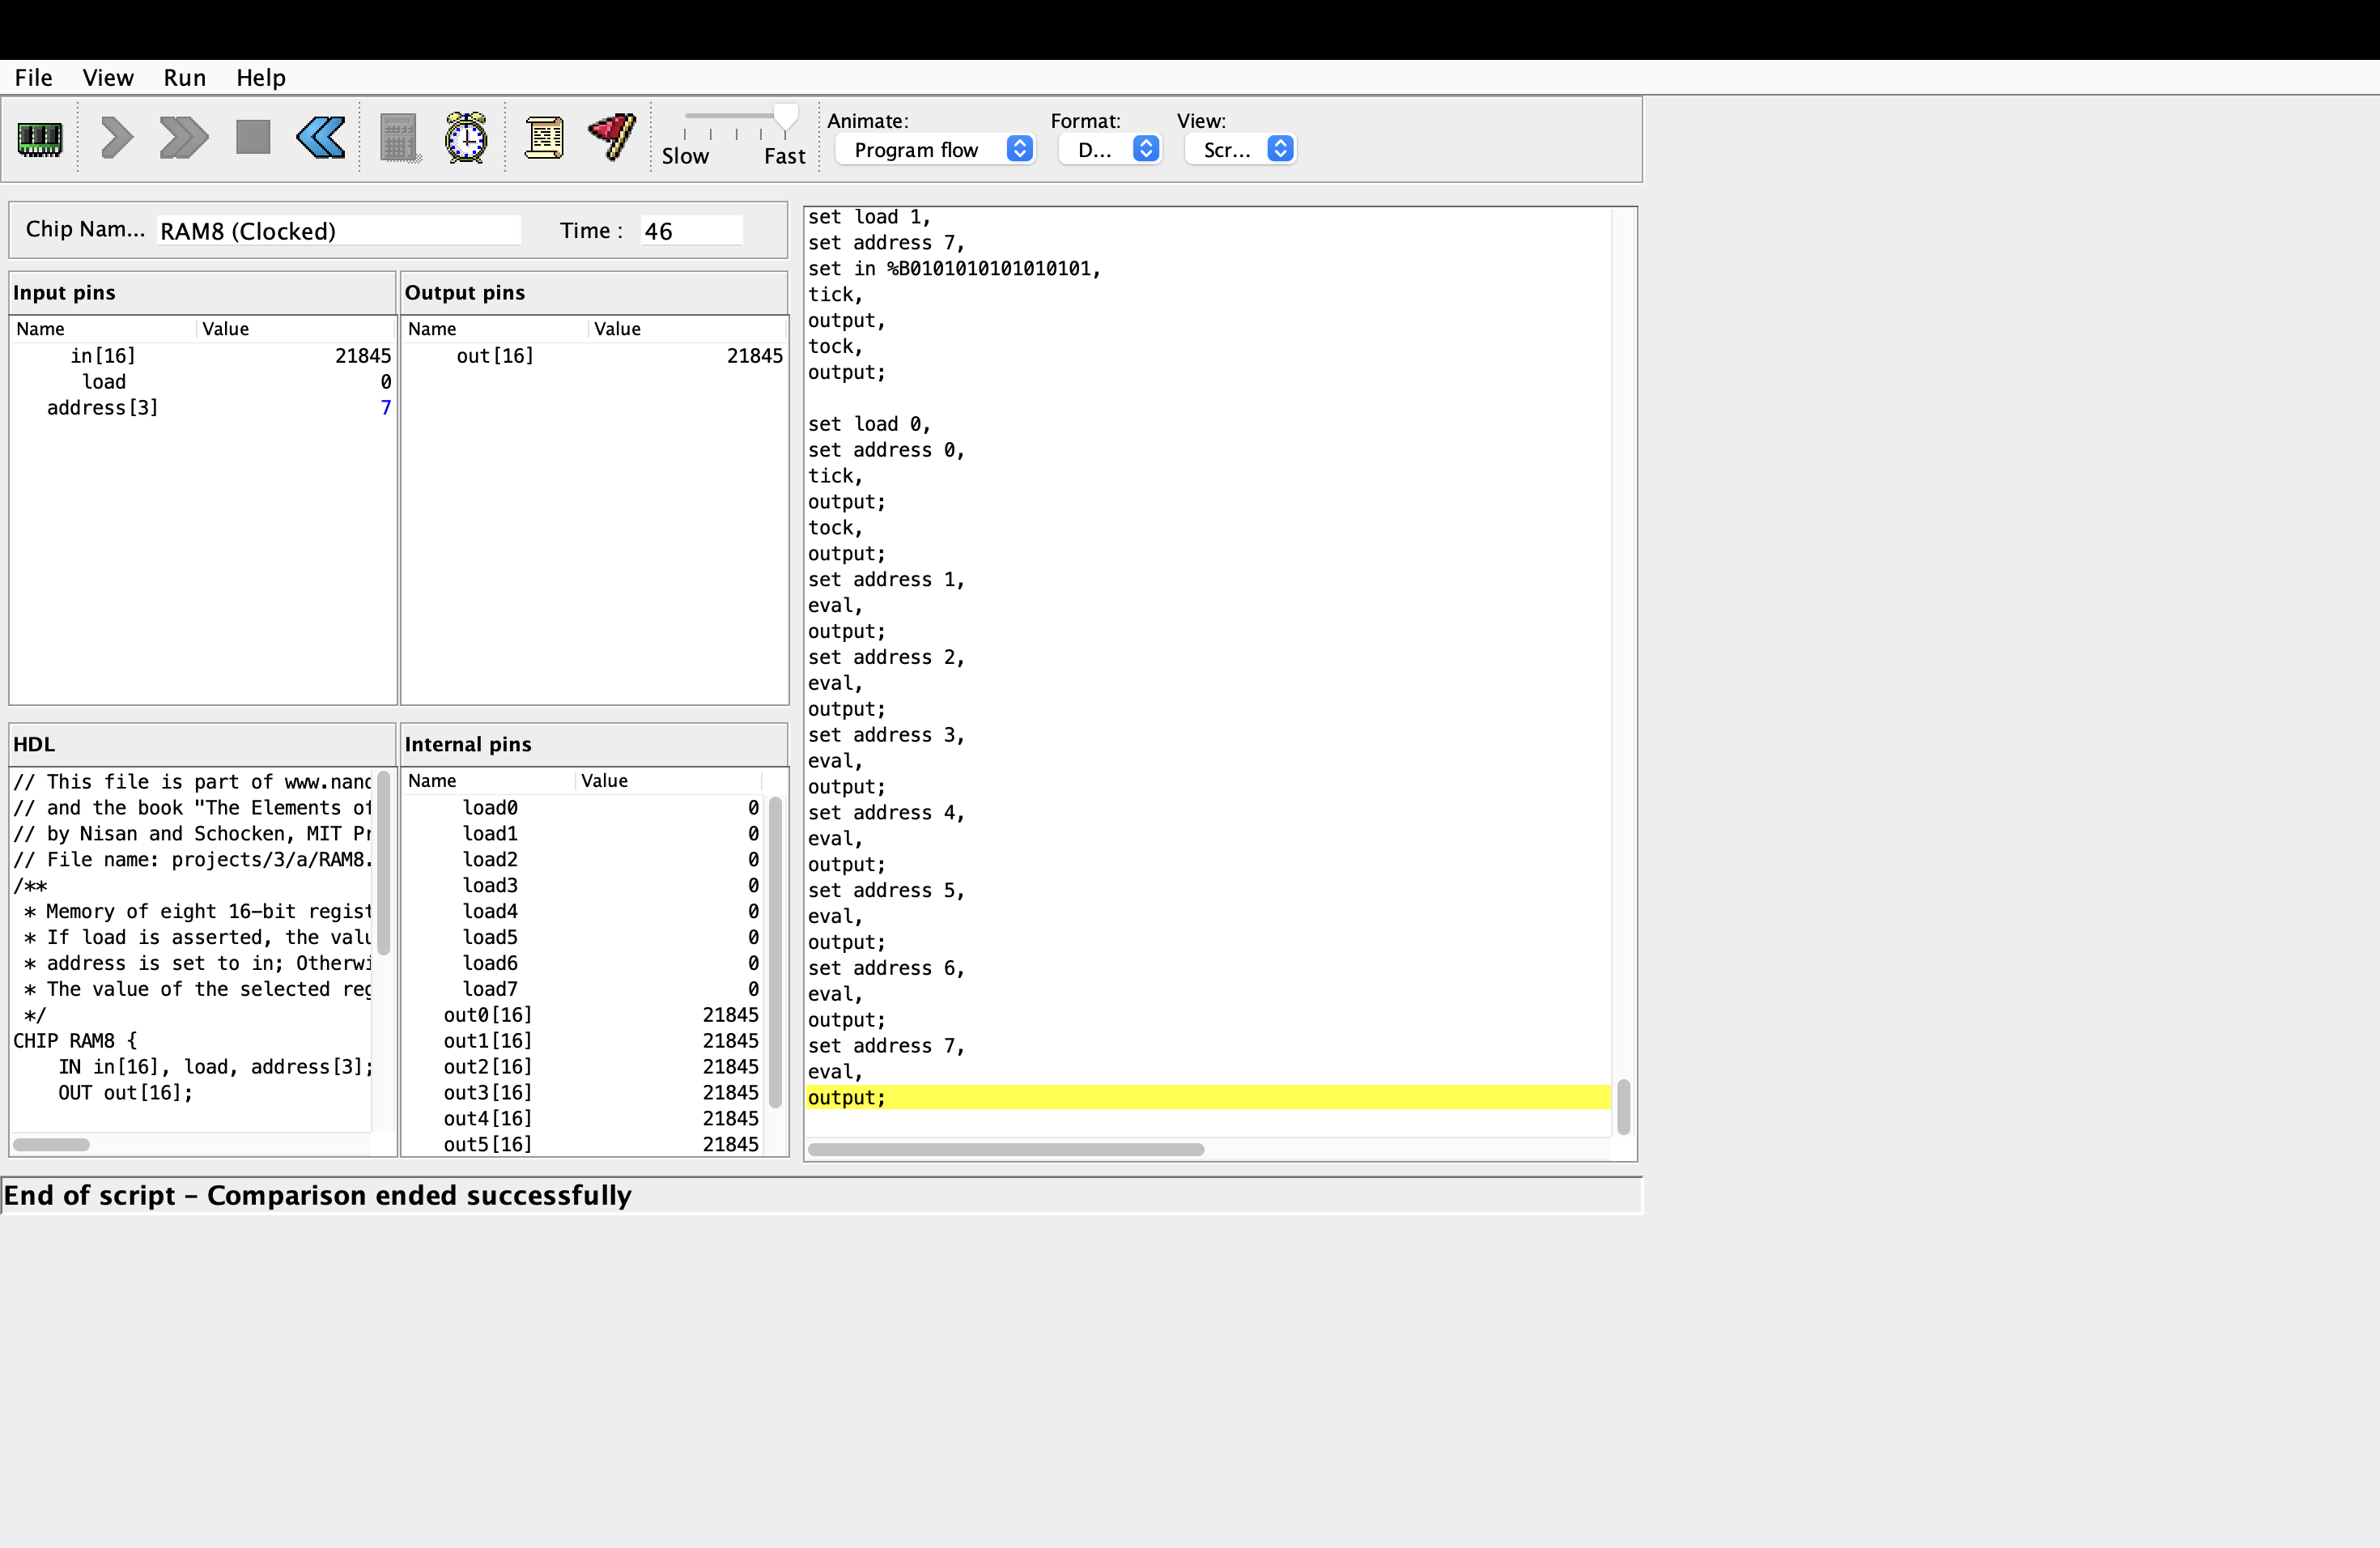 File View Run Help
Slow Fast
Animate: Format: View:
Program flow D... Scr...
Chip Nam... RAM8 (Clocked) Time : 46
Input pins
Name Value
in[16] 21845
load 0
address[3] 7
Output pins
Name Value
out[16] 21845
HDL
// This file is part of www.nand
// and the book "The Elements of
// by Nisan and Schocken, MIT Pr
// File name: projects/3/a/RAM8.
/**
* Memory of eight 16-bit regist
* If load is asserted, the valu
* address is set to in; Otherwi
* The value of the selected reg
*/
CHIP RAM8 {
IN in[16], load, address[3];
OUT out[16];
Internal pins
Name Value
load0 0
load1 0
load2 0
load3 0
load4 0
load5 0
load6 0
load7 0
out0[16] 21845
out1[16] 21845
out2[16] 21845
out3[16] 21845
out4[16] 21845
out5[16] 21845
set load 1,
set address 7,
set in %B0101010101010101,
tick,
output,
tock,
output;
set load 0,
set address 0,
tick,
output;
tock,
output;
set address 1,
eval,
output;
set address 2,
eval,
output;
set address 3,
eval,
output;
set address 4,
eval,
output;
set address 5,
eval,
output;
set address 6,
eval,
output;
set address 7,
eval,
output;
End of script – Comparison ended successfully